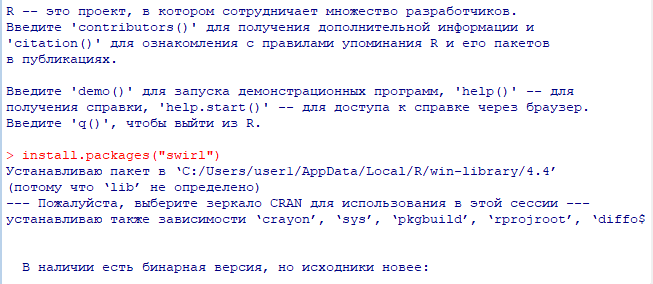 R -- это проект, в котором сотрудничает множество разработчиков.
Введите 'contributors()' для получения дополнительной информации и
'citation()' для ознакомления с правилами упоминания R и его пакетов
в публикациях.
Введите 'demo()' для запуска демонстрационных программ, 'help()' -- для
получения справки, 'help.start()' -- для доступа к справке через браузер.
Введите 'q()', чтобы выйти из R.
> install.packages("swirl")
Устанавливаю пакет в ‘C:/Users/user1/AppData/Local/R/win-library/4.4’
(потому что ‘lib’ не определено)
--- Пожалуйста, выберите зеркало CRAN для использования в этой сессии ---
устанавливаю также зависимости ‘crayon’, ‘sys’, ‘pkgbuild’, ‘rprojroot’, ‘diffo$
В наличии есть бинарная версия, но исходники новее: